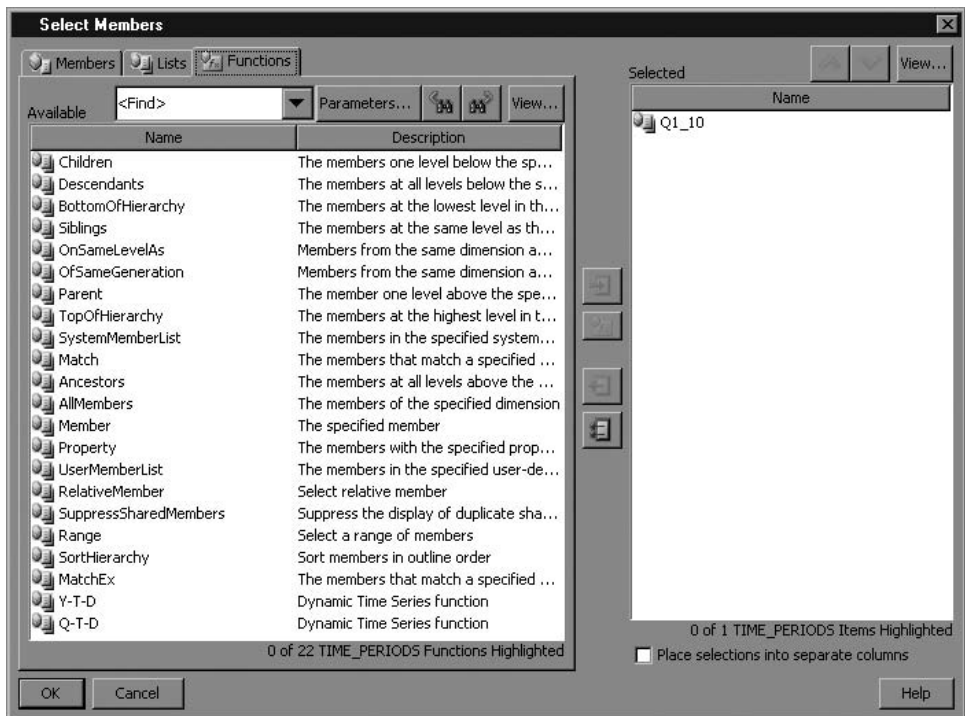 Select Members
Members Lists Functions
Available <Find> Parameters... View...
Name Description
Children The members one level below the sp...
Descendants The members at all levels below the s...
BottomOfHierarchy The members at the lowest level in th...
Siblings The members at the same level as th...
OnSameLevelAs Members from the same dimension a...
OfSameGeneration Members from the same dimension a...
Parent The member one level above the spe...
TopOfHierarchy The members at the highest level in t...
SystemMemberList The members in the specified system...
Match The members that match a specified ...
Ancestors The members at all levels above the ...
AllMembers The members of the specified dimension
Member The specified member
Property The members with the specified prop...
UserMemberList The members in the specified user-de...
RelativeMember Select relative member
SuppressSharedMembers Suppress the display of duplicate sha...
Range Select a range of members
SortHierarchy Sort members in outline order
MatchEx The members that match a specified ...
Y-T-D Dynamic Time Series function
Q-T-D Dynamic Time Series function
0 of 22 TIME_PERIODS Functions Highlighted
Selected View...
Name
Q1_10
0 of 1 TIME_PERIODS Items Highlighted
Place selections into separate columns
OK Cancel Help